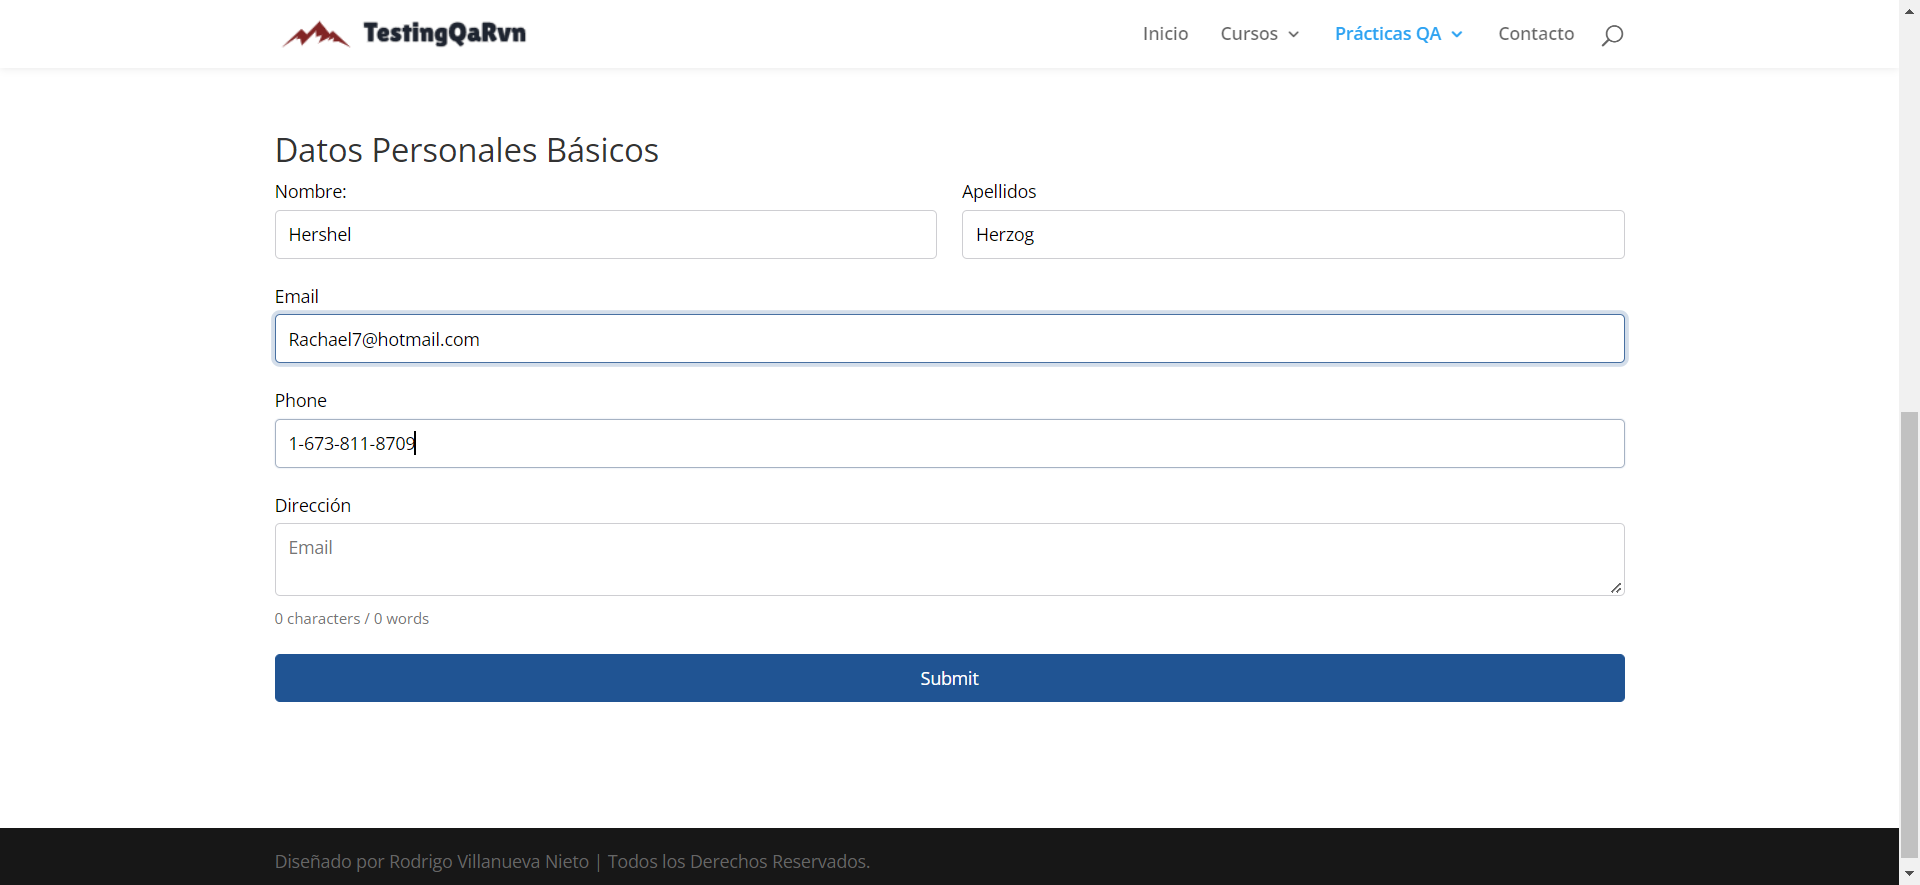 TestingQaRvn
Inicio Cursos Prácticas QA Contacto
Datos Personales Básicos
Nombre: Apellidos
Hershel Herzog
Email
Rachael7@hotmail.com
Phone
1-673-811-8709
Dirección
Email
0 characters / 0 words
Submit
Diseñado por Rodrigo Villanueva Nieto | Todos los Derechos Reservados.